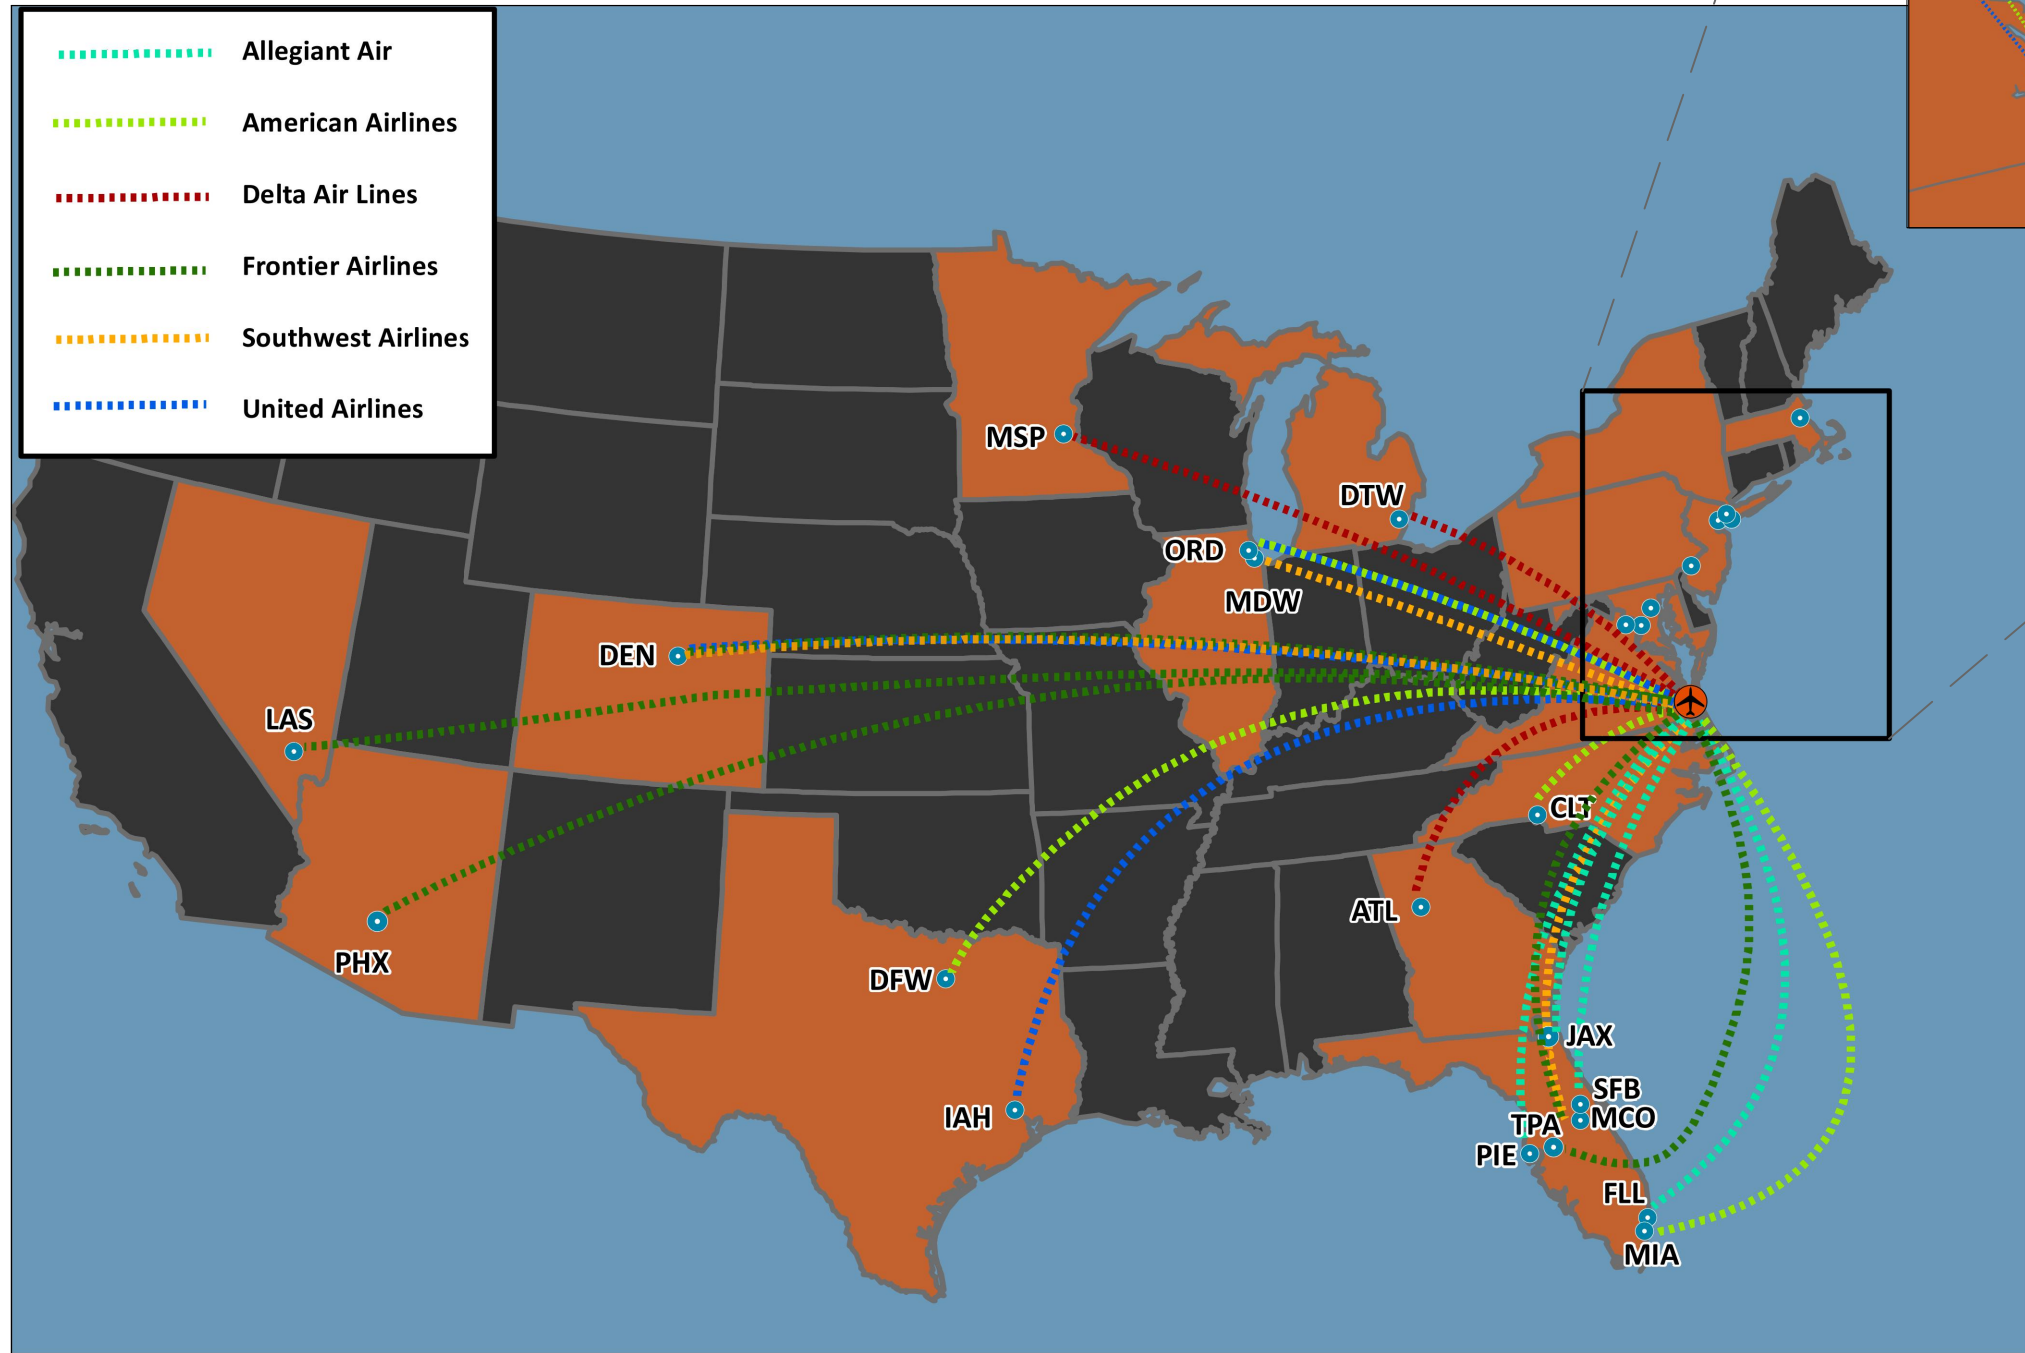 Allegiant Air
American Airlines
Delta Air Lines
Frontier Airlines
Southwest Airlines
United Airlines
MSP
DTW
ORD
MDW
DEN
LAS
CLT
ATL
PHX
DFW
JAX
SFB
IAH
MCO
TPA
PIE
FLL
MIA